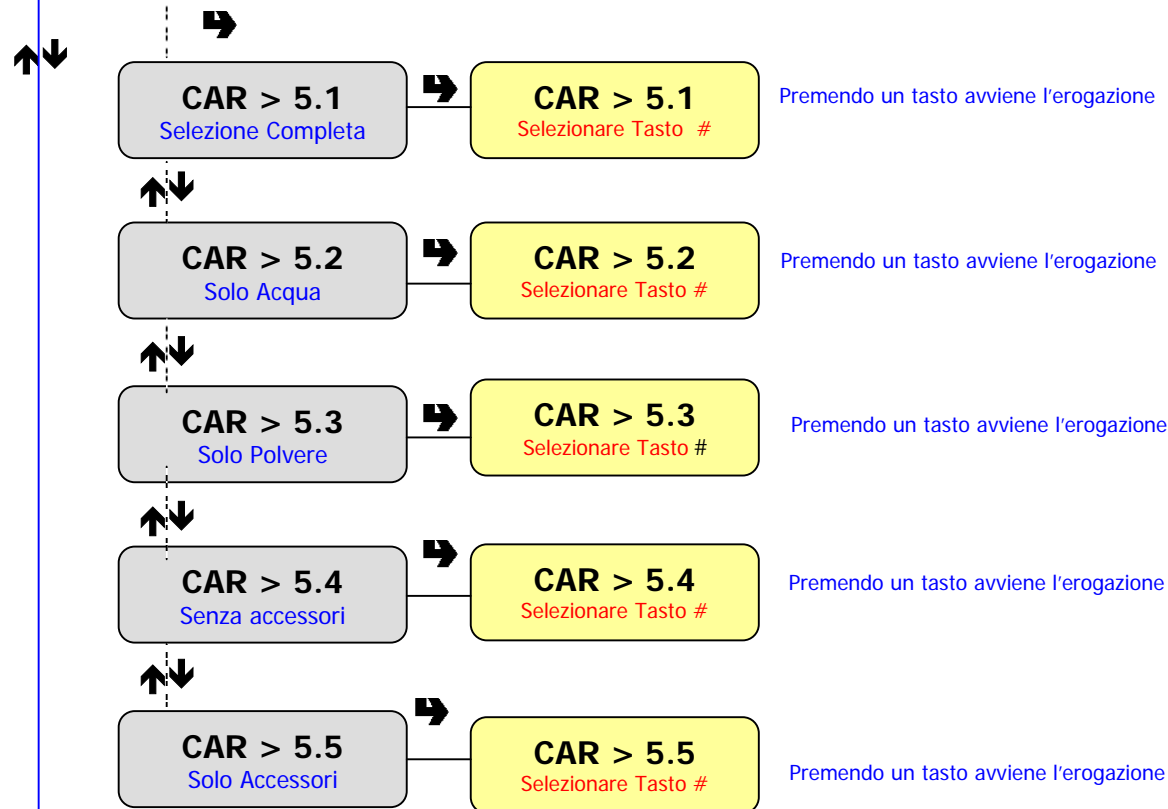 CAR > 5.1
Selezione Completa
CAR > 5.1
Selezionare Tasto #
Premendo un tasto avviene l'erogazione
CAR > 5.2
Solo Acqua
CAR > 5.2
Selezionare Tasto #
Premendo un tasto avviene l'erogazione
CAR > 5.3
Solo Polvere
CAR > 5.3
Selezionare Tasto #
Premendo un tasto avviene l'erogazione
CAR > 5.4
Senza accessori
CAR > 5.4
Selezionare Tasto #
Premendo un tasto avviene l'erogazione
CAR > 5.5
Solo Accessori
CAR > 5.5
Selezionare Tasto #
Premendo un tasto avviene l'erogazione